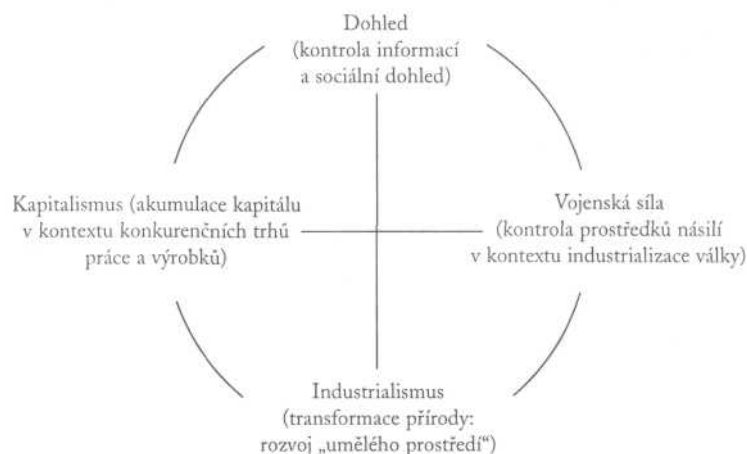 Dohled
(kontrola informací
a sociální dohled)
Kapitalismus (akumulace kapitálu
v kontextu konkurenčních trhů
práce a výrobků)
Vojenská síla
(kontrola prostředků násilí
v kontextu industrializace války)
Industrialismus
(transformace přírody:
rozvoj „umělého prostředí“)